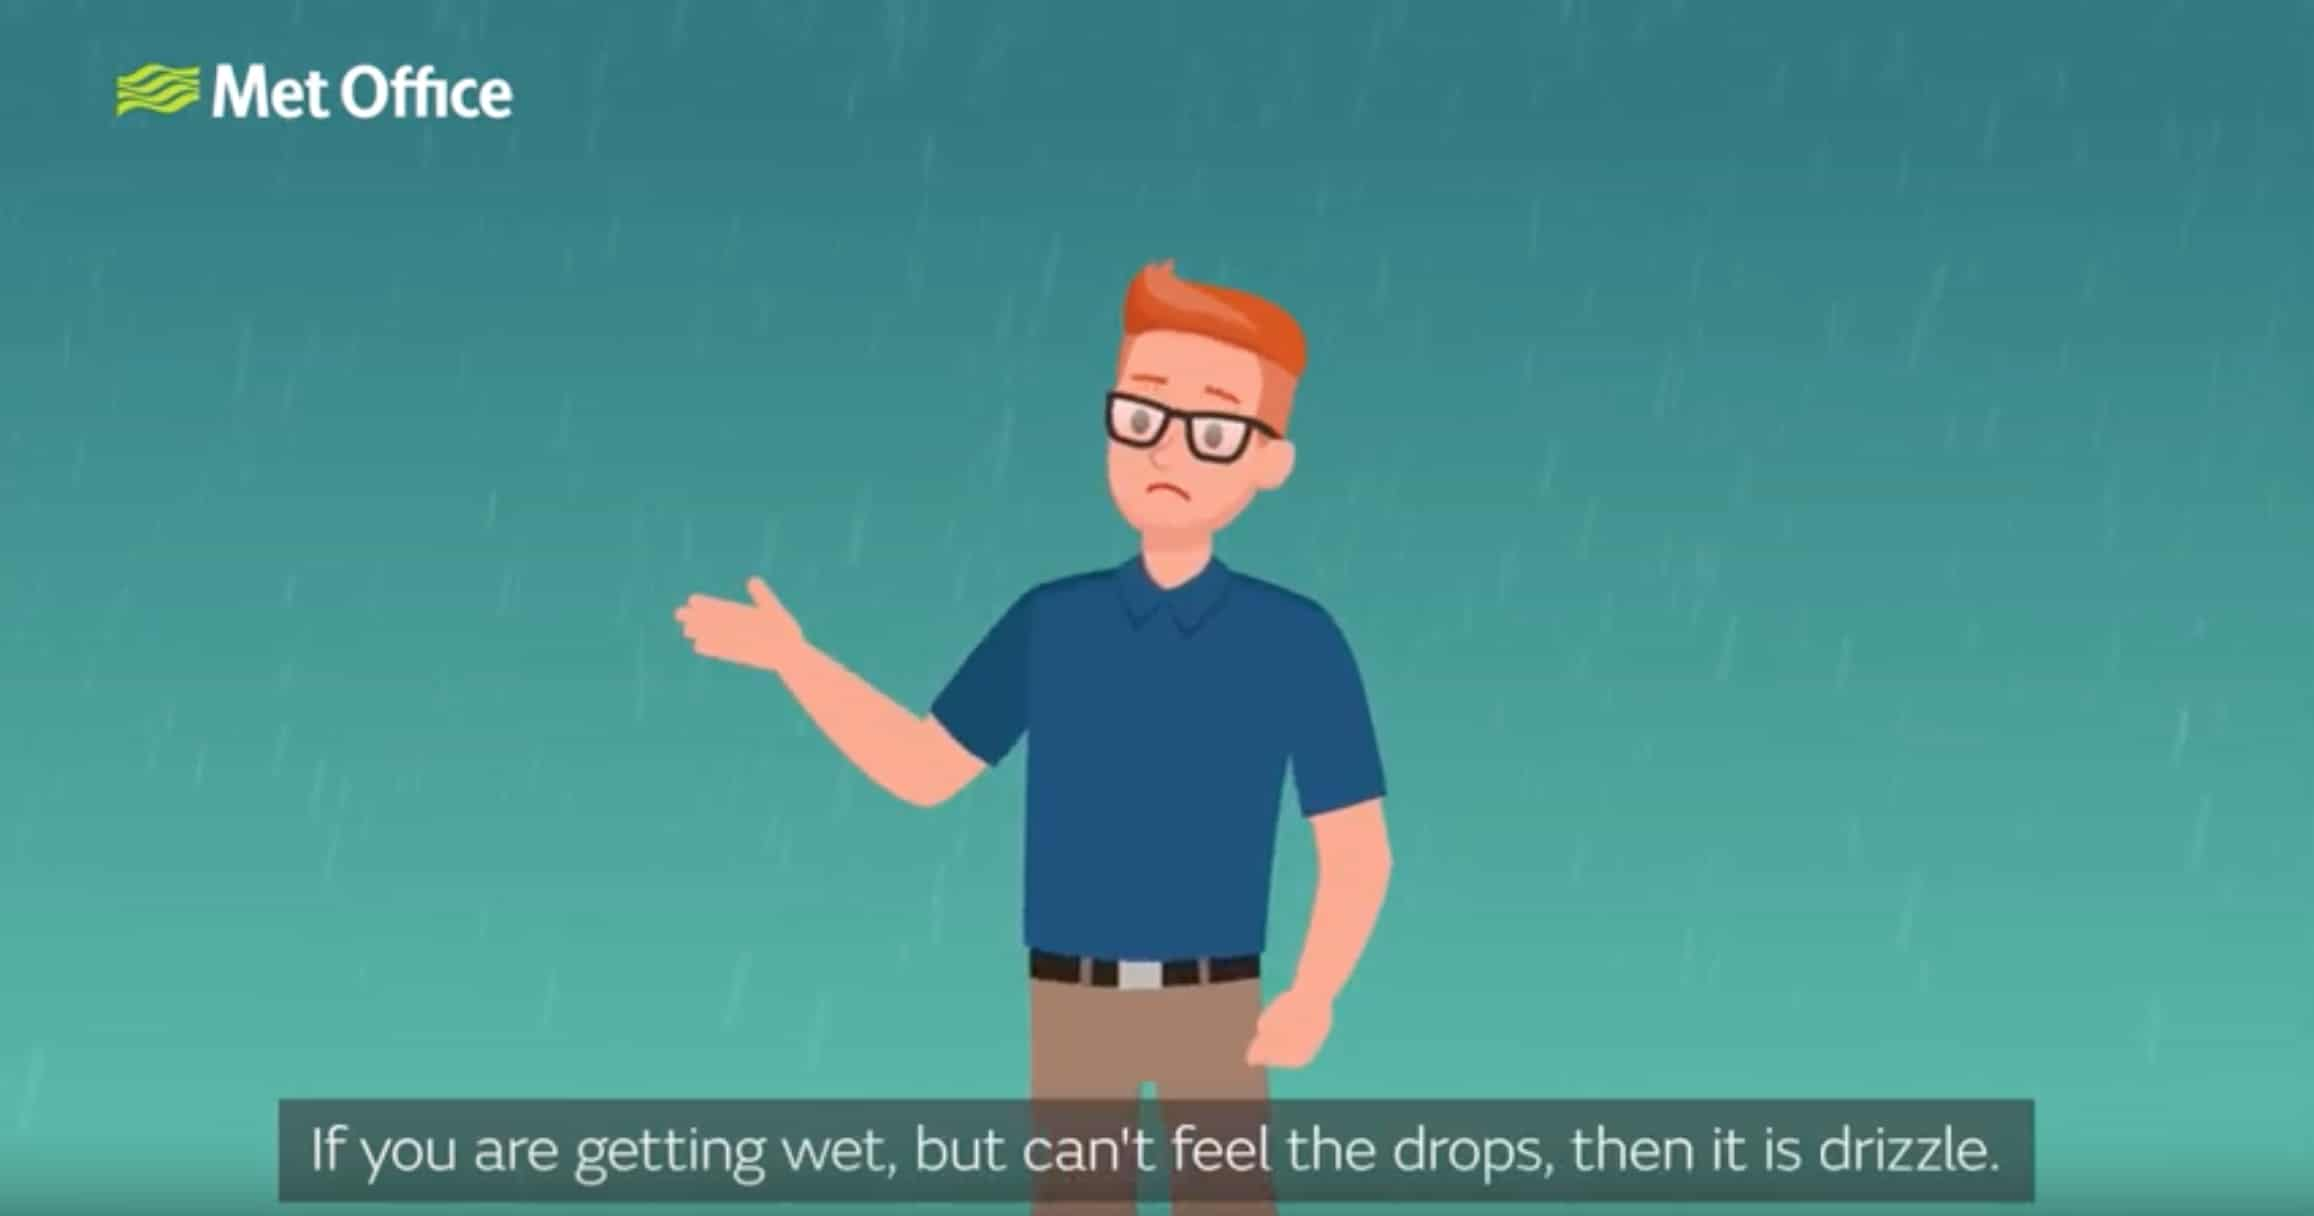 Met Office
If you are getting wet, but can't feel the drops, then it is drizzle.